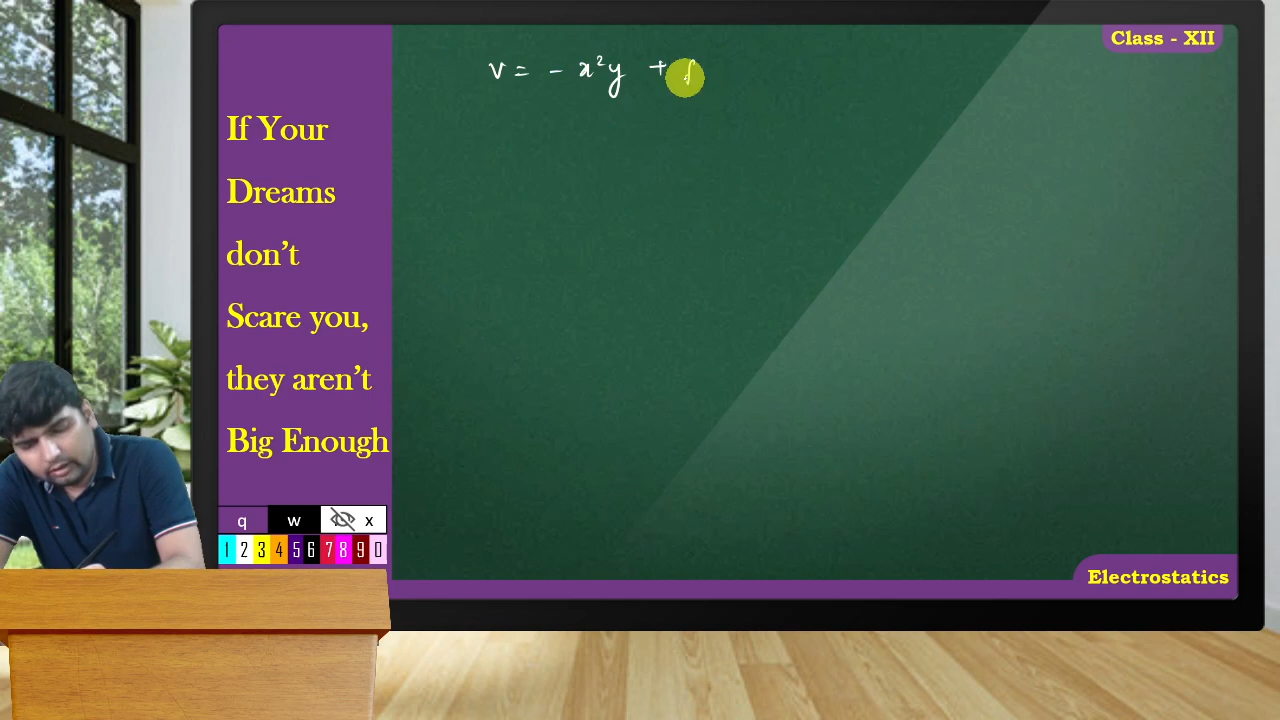 Class - XII
v = - x²y +
If Your
Dreams
don't
Scare you,
they aren't
Big Enough
q w x
1 2 3 4 5 6 7 8 9 0
Electrostatics